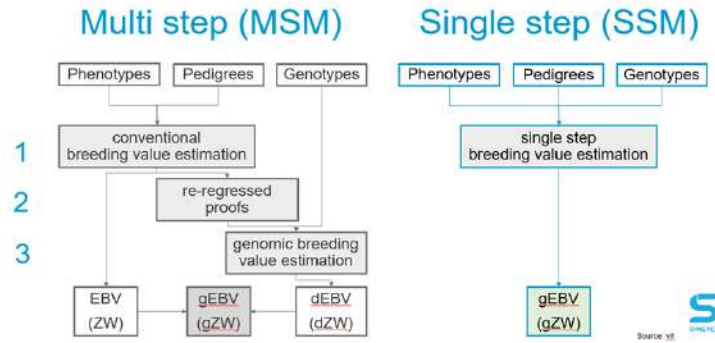 Multi step (MSM)
Single step (SSM)
Phenotypes
Pedigrees
Genotypes
Phenotypes
Pedigrees
Genotypes
1
conventional
breeding value estimation
single step
breeding value estimation
2
re-regressed
proofs
3
genomic breeding
value estimation
EBV
(ZW)
gEBV
(gZW)
dEBV
(dZW)
gEBV
(gZW)
Source: vit